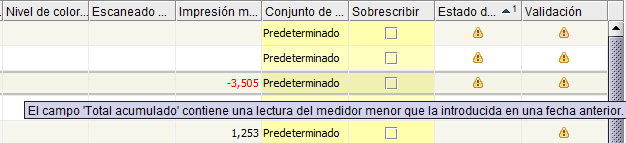 Nivel de color... Escaneado ... Impresión m... Conjunto de ... Sobrescribir Estado d... 1 Validación
Predeterminado
Predeterminado
-3,505 Predeterminado
El campo 'Total acumulado' contiene una lectura del medidor menor que la introducida en una fecha anterior.
1,253 Predeterminado